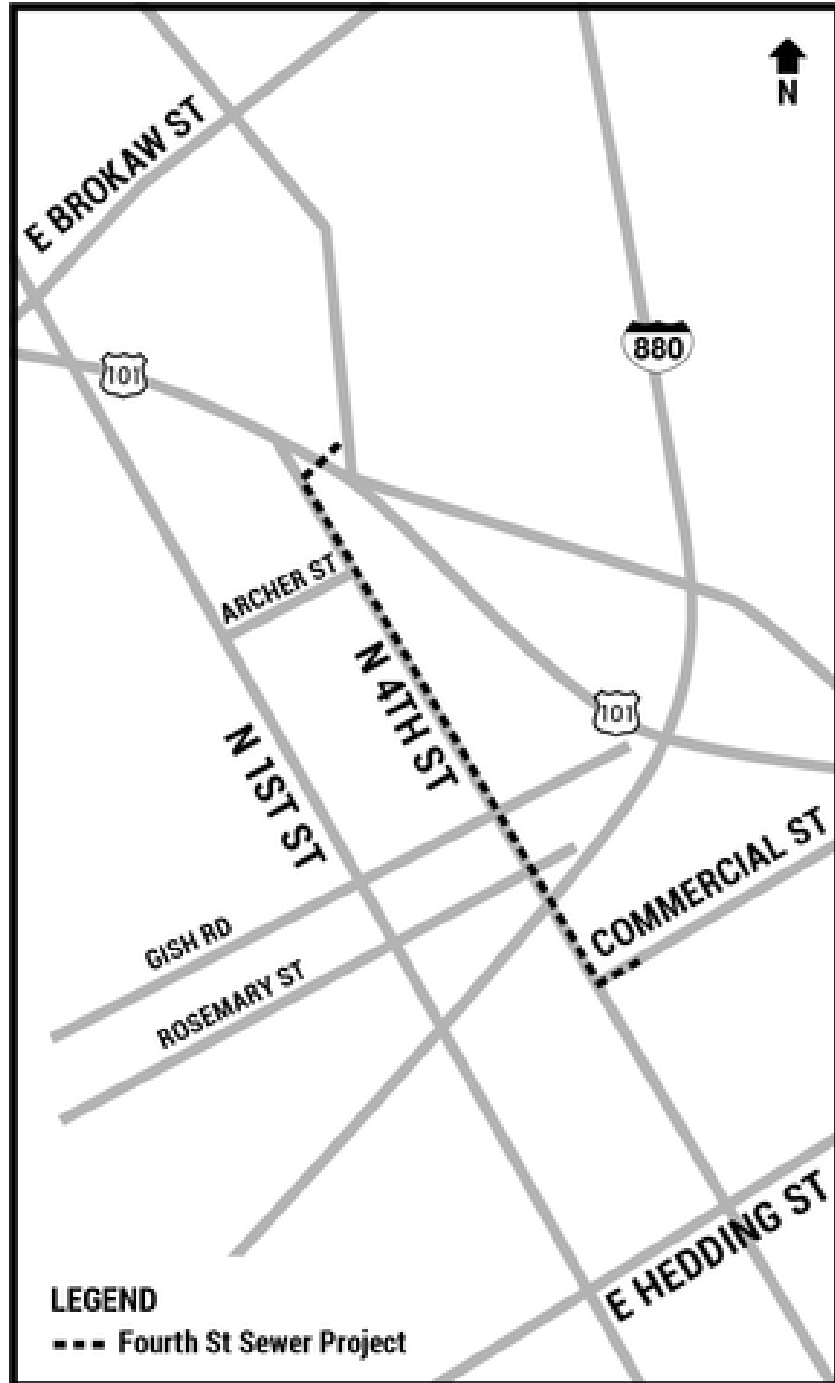 N
E BROKAW ST
880
101
ARCHER ST
N 4TH ST
101
N 1ST ST
COMMERCIAL ST
GISH RD
ROSEMARY ST
E HEDDING ST
LEGEND
Fourth St Sewer Project